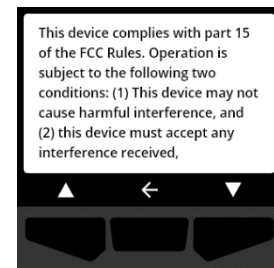 This device complies with part 15
of the FCC Rules. Operation is
subject to the following two
conditions: (1) This device may not
cause harmful interference, and
(2) this device must accept any
interference received,